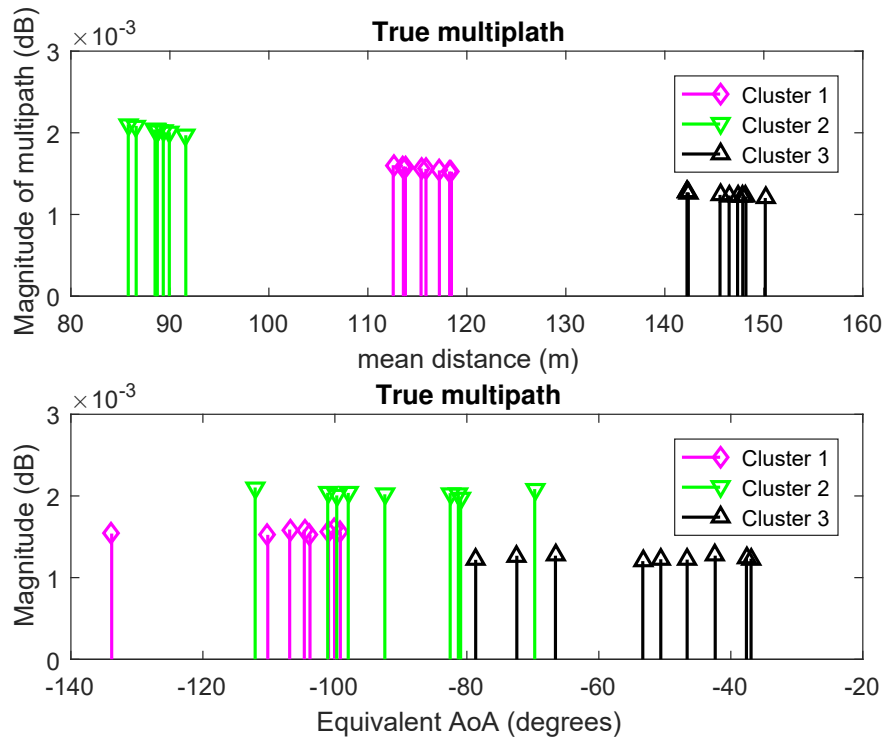 ×10⁻³
True multiplath
Magnitude of multipath (dB)
3
2
1
0
Cluster 1
Cluster 2
Cluster 3
80 90 100 110 120 130 140 150 160
mean distance (m)
×10⁻³
True multipath
Magnitude (dB)
3
2
1
0
Cluster 1
Cluster 2
Cluster 3
-140 -120 -100 -80 -60 -40 -20
Equivalent AoA (degrees)